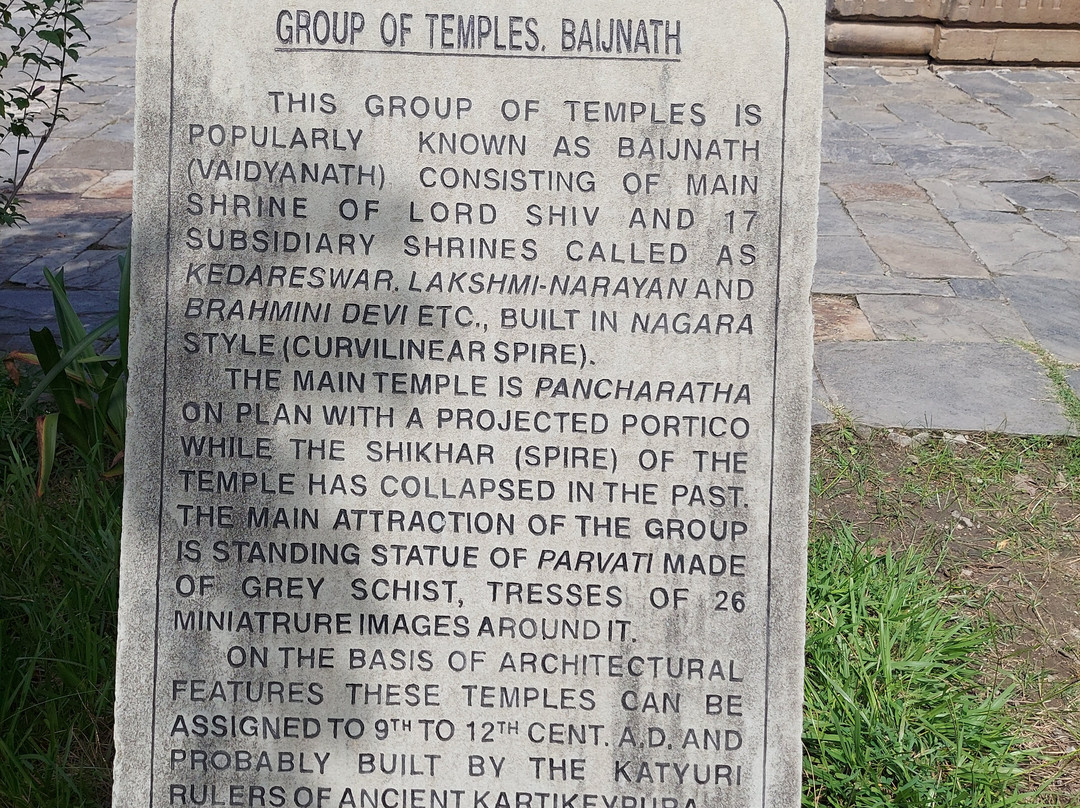 GROUP OF TEMPLES. BAIJNATH
THIS GROUP OF TEMPLES IS
POPULARLY KNOWN AS BAIJNATH
(VAIDYANATH) CONSISTING OF MAIN
SHRINE OF LORD SHIV AND 17
SUBSIDIARY SHRINES CALLED AS
KEDARESWAR. LAKSHMI-NARAYAN AND
BRAHMINI DEVI ETC., BUILT IN NAGARA
STYLE (CURVILINEAR SPIRE).
THE MAIN TEMPLE IS PANCHARATHA
ON PLAN WITH A PROJECTED PORTICO
WHILE THE SHIKHAR (SPIRE) OF THE
TEMPLE HAS COLLAPSED IN THE PAST.
THE MAIN ATTRACTION OF THE GROUP
IS STANDING STATUE OF PARVATI MADE
OF GREY SCHIST, TRESSES OF 26
MINIATRURE IMAGES AROUND IT.
ON THE BASIS OF ARCHITECTURAL
FEATURES THESE TEMPLES CAN BE
ASSIGNED TO 9TH TO 12TH CENT. A.D. AND
PROBABLY BUILT BY THE KATYURI
RULERS OF ANCIENT KARTIKEYPURA